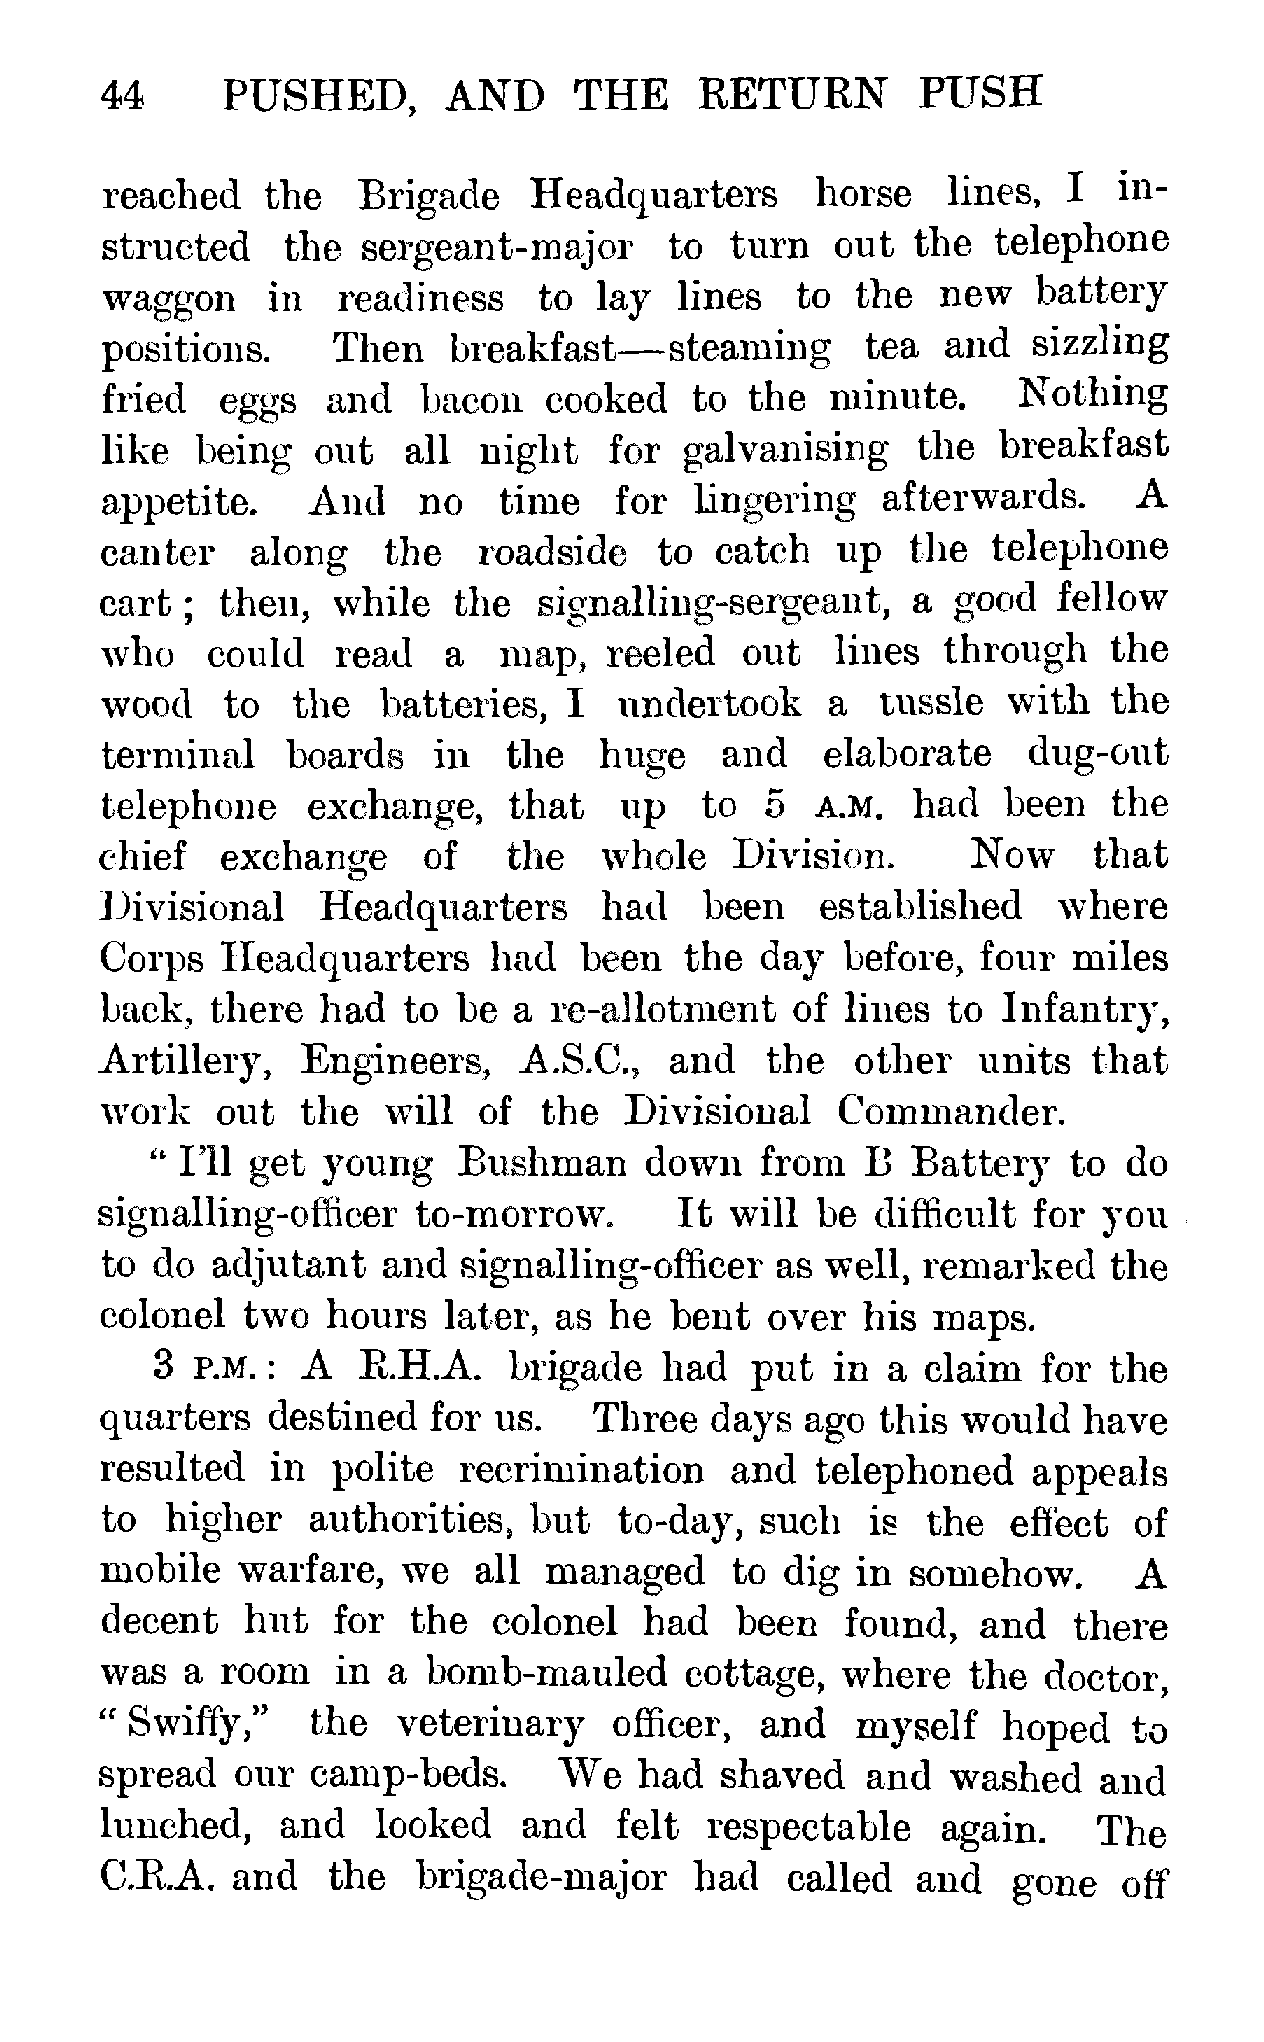 44 PUSHED, AND THE RETURN PUSH
reached the Brigade Headquarters horse lines, I in-
structed the sergeant-major to turn out the telephone
waggon in readiness to lay lines to the new battery
positions. Then breakfast—steaming tea and sizzling
fried eggs and bacon cooked to the minute. Nothing
like being out all night for galvanising the breakfast
appetite. And no time for lingering afterwards. A
canter along the roadside to catch up the telephone
cart ; then, while the signalling-sergeant, a good fellow
who could read a map, reeled out lines through the
wood to the batteries, I undertook a tussle with the
terminal boards in the huge and elaborate dug-out
telephone exchange, that up to 5 A.M. had been the
chief exchange of the whole Division. Now that
Divisional Headquarters had been established where
Corps Headquarters had been the day before, four miles
back, there had to be a re-allotment of lines to Infantry,
Artillery, Engineers, A.S.C., and the other units that
work out the will of the Divisional Commander.
“ I’ll get young Bushman down from B Battery to do
signalling-officer to-morrow. It will be difficult for you
to do adjutant and signalling-officer as well, remarked the
colonel two hours later, as he bent over his maps.
3 P.M. : A R.H.A. brigade had put in a claim for the
quarters destined for us. Three days ago this would have
resulted in polite recrimination and telephoned appeals
to higher authorities, but to-day, such is the effect of
mobile warfare, we all managed to dig in somehow. A
decent hut for the colonel had been found, and there
was a room in a bomb-mauled cottage, where the doctor,
“ Swiffy,” the veterinary officer, and myself hoped to
spread our camp-beds. We had shaved and washed and
lunched, and looked and felt respectable again. The
C.R.A. and the brigade-major had called and gone off